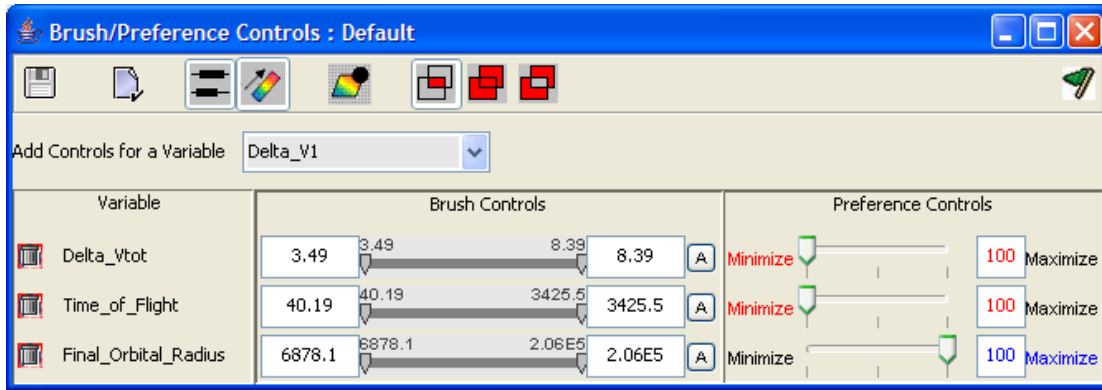 Brush/Preference Controls : Default
Add Controls for a Variable Delta_V1
Variable Brush Controls Preference Controls
Delta_Vtot 3.49 3.49 8.39 8.39 A Minimize 100 Maximize
Time_of_Flight 40.19 40.19 3425.5 3425.5 A Minimize 100 Maximize
Final_Orbital_Radius 6878.1 6878.1 2.06E5 2.06E5 A Minimize 100 Maximize